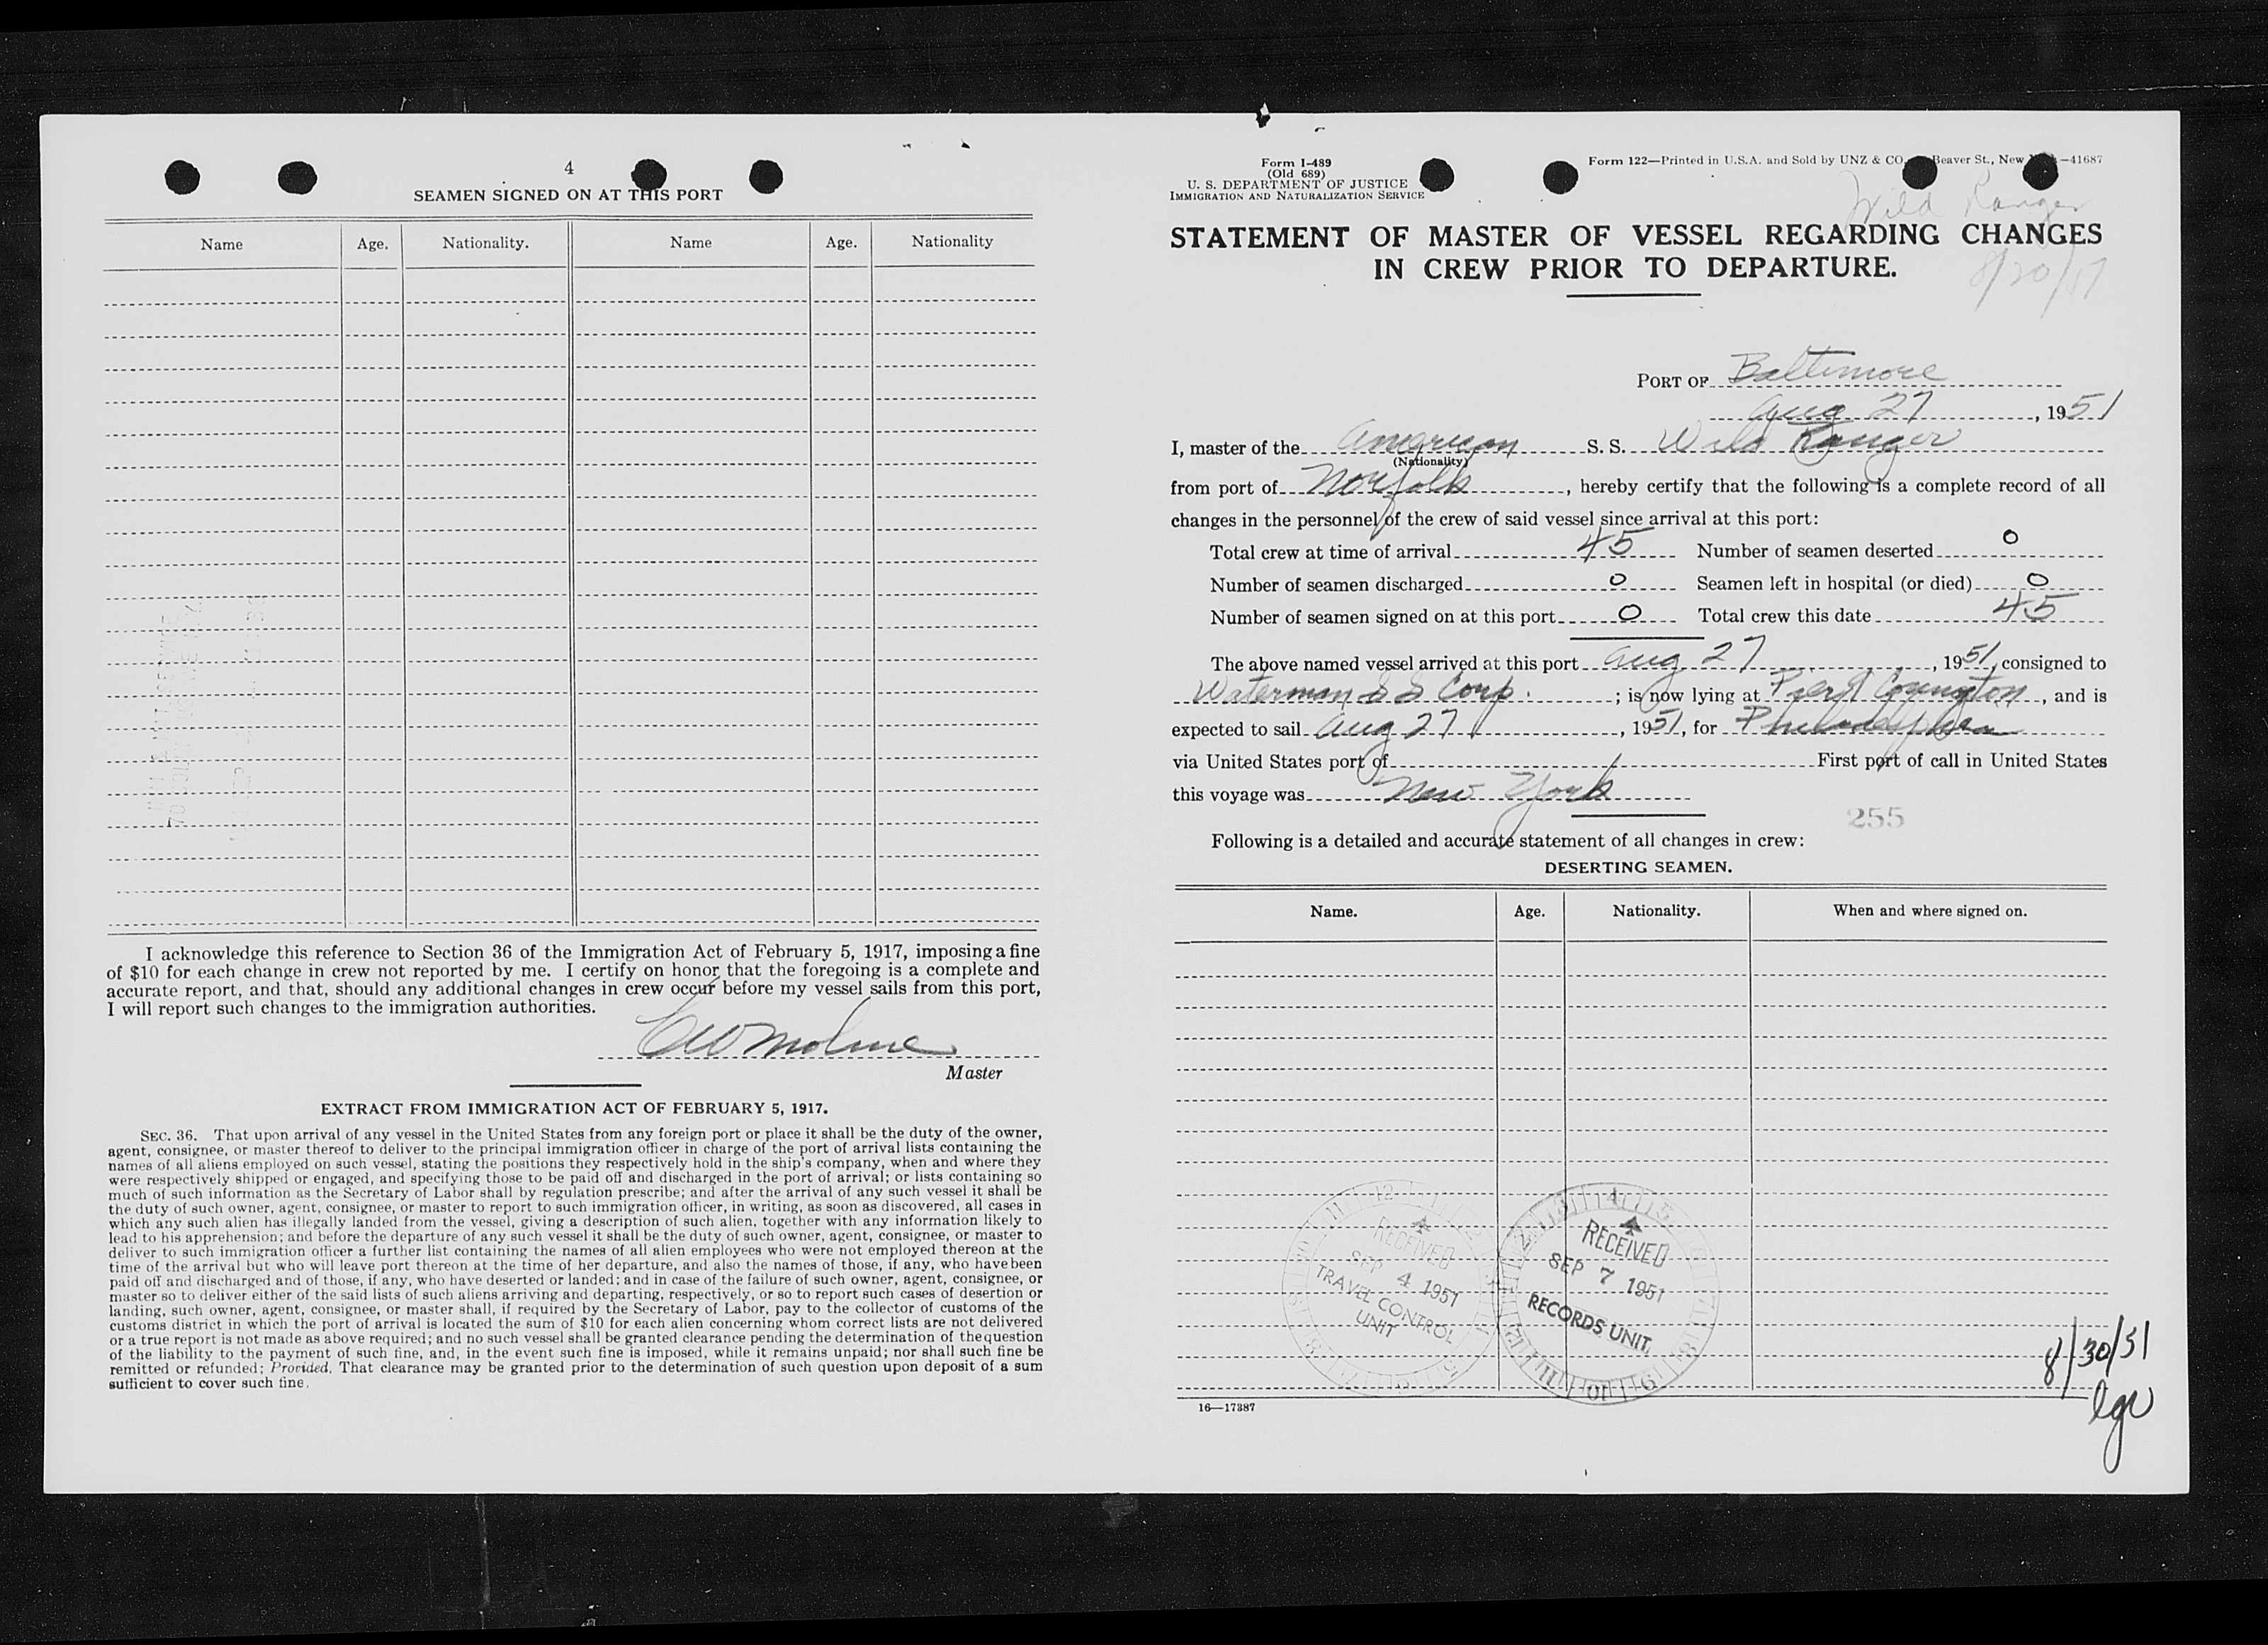 4
SEAMEN SIGNED ON AT THIS PORT
Name Age. Nationality. Name Age. Nationality
I acknowledge this reference to Section 36 of the Immigration Act of February 5, 1917, imposing a fine
of $10 for each change in crew not reported by me. I certify on honor that the foregoing is a complete and
accurate report, and that, should any additional changes in crew occur before my vessel sails from this port,
I will report such changes to the immigration authorities.
Master
EXTRACT FROM IMMIGRATION ACT OF FEBRUARY 5, 1917.
SEC. 36. That upon arrival of any vessel in the United States from any foreign port or place it shall be the duty of the owner,
agent, consignee, or master thereof to deliver to the principal immigration officer in charge of the port of arrival lists containing the
names of all aliens employed on such vessel, stating the positions they respectively hold in the ship's company, when and where they
were respectively shipped or engaged, and specifying those to be paid off and discharged in the port of arrival; or lists containing so
much of such information as the Secretary of Labor shall by regulation prescribe; and after the arrival of any such vessel it shall be
the duty of such owner, agent, consignee, or master to report to such immigration officer, in writing, as soon as discovered, all cases in
which any such alien has illegally landed from the vessel, giving a description of such alien, together with any information likely to
lead to his apprehension; and before the departure of any such vessel it shall be the duty of such owner, agent, consignee, or master to
deliver to such immigration officer a further list containing the names of all alien employees who were not employed thereon at the
time of the arrival but who will leave port thereon at the time of her departure, and also the names of those, if any, who have been
paid off and discharged and of those, if any, who have deserted or landed; and in case of the failure of such owner, agent, consignee, or
master so to deliver either of the said lists of such aliens arriving and departing, respectively, or so to report such cases of desertion or
landing, such owner, agent, consignee, or master shall, if required by the Secretary of Labor, pay to the collector of customs of the
customs district in which the port of arrival is located the sum of $10 for each alien concerning whom correct lists are not delivered
or a true report is not made as above required; and no such vessel shall be granted clearance pending the determination of the question
of the liability to the payment of such fine, and, in the event such fine is imposed, while it remains unpaid; nor shall such fine be
remitted or refunded; Provided, That clearance may be granted prior to the determination of such question upon deposit of a sum
sufficient to cover such fine.
Form I-489
(Old 689)
U. S. DEPARTMENT OF JUSTICE
IMMIGRATION AND NATURALIZATION SERVICE
Form 122—Printed in U.S.A. and Sold by UNZ & CO. Beaver St., New —41687
Wild Ranger
STATEMENT OF MASTER OF VESSEL REGARDING CHANGES
IN CREW PRIOR TO DEPARTURE.
PORT OF Baltimore
Aug 27, 1951
I, master of the American S. S. Wild Ranger
(Nationality)
from port of Norfolk, hereby certify that the following is a complete record of all
changes in the personnel of the crew of said vessel since arrival at this port:
Total crew at time of arrival 45 Number of seamen deserted 0
Number of seamen discharged 0 Seamen left in hospital (or died) 0
Number of seamen signed on at this port 0 Total crew this date 45
The above named vessel arrived at this port Aug 27, 1951, consigned to
Waterman S S Corp.; is now lying at Pier Covington, and is
expected to sail Aug 27, 1951, for Philadelphia
via United States port of First port of call in United States
this voyage was New York
255
Following is a detailed and accurate statement of all changes in crew:
DESERTING SEAMEN.
Name. Age. Nationality. When and where signed on.
RECEIVED
SEP 4 1951
TRAVEL CONTROL
UNIT
RECEIVED
SEP 7 1951
RECORDS UNIT
8/30/51
16—17387